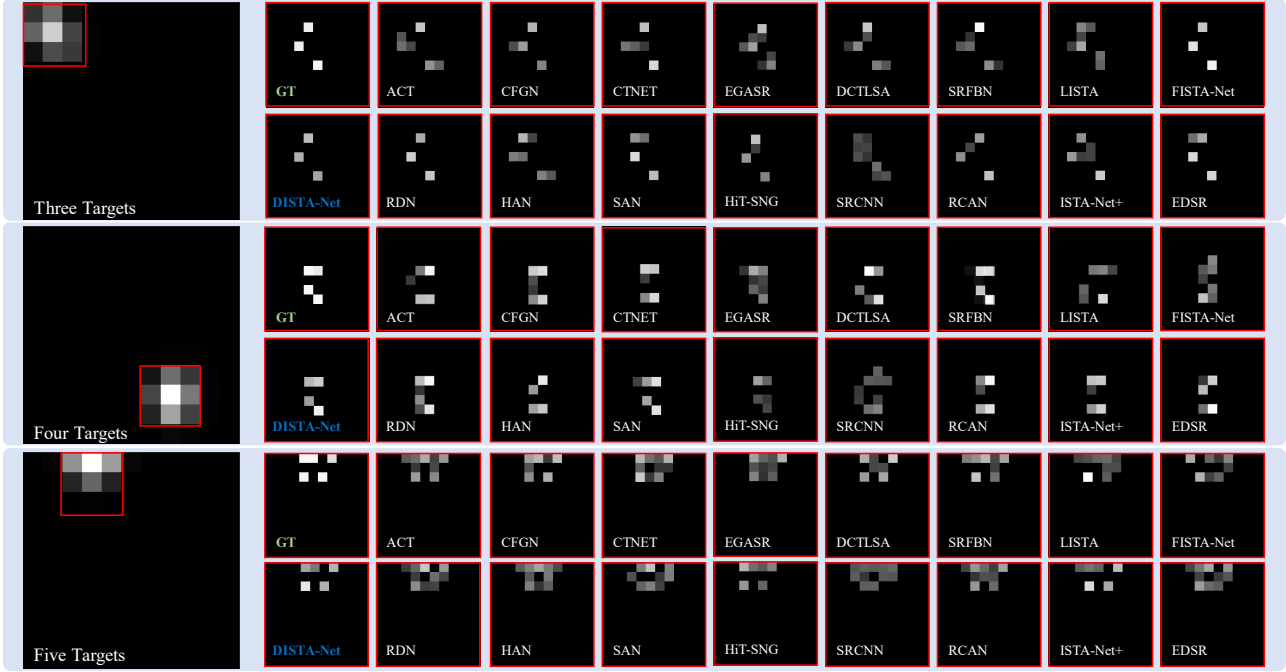 GT ACT CFGN CTNET EGASR DCTLSA SRFBN LISTA FISTA-Net
DISTA-Net RDN HAN SAN HiT-SNG SRCNN RCAN ISTA-Net+ EDSR
Three Targets
GT ACT CFGN CTNET EGASR DCTLSA SRFBN LISTA FISTA-Net
DISTA-Net RDN HAN SAN HiT-SNG SRCNN RCAN ISTA-Net+ EDSR
Four Targets
GT ACT CFGN CTNET EGASR DCTLSA SRFBN LISTA FISTA-Net
DISTA-Net RDN HAN SAN HiT-SNG SRCNN RCAN ISTA-Net+ EDSR
Five Targets